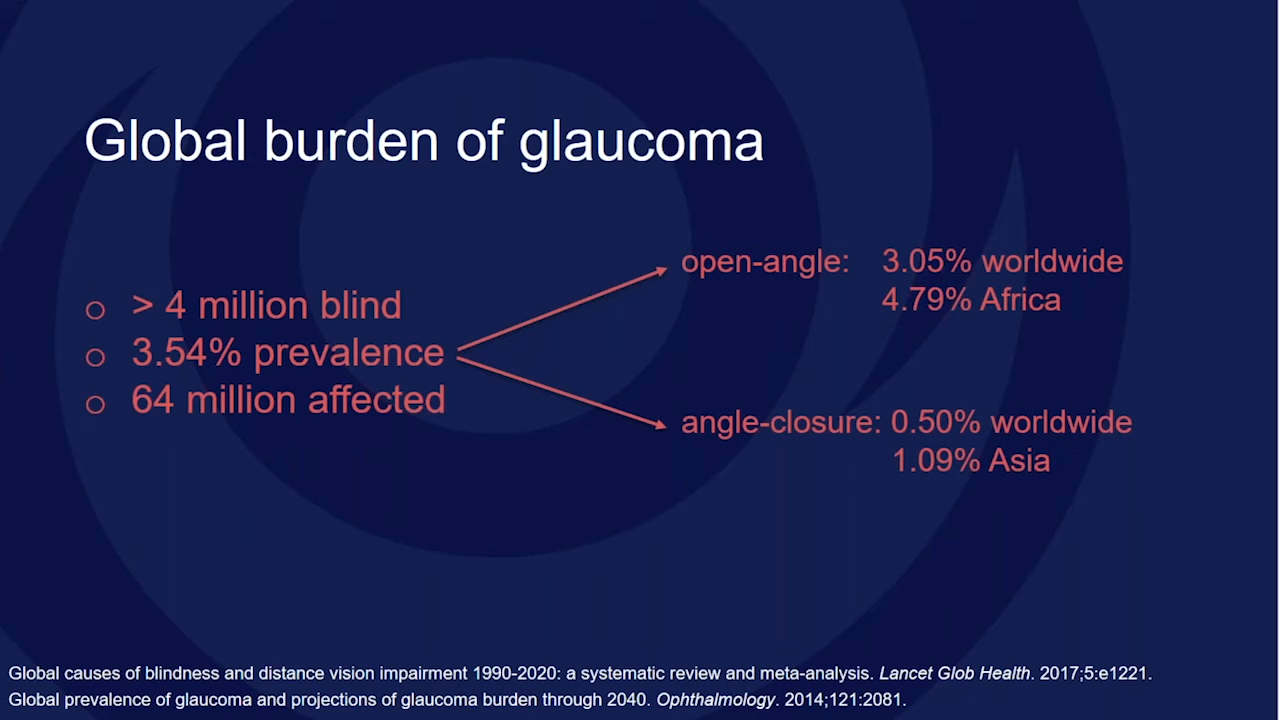 Global burden of glaucoma
o > 4 million blind
o 3.54% prevalence
o 64 million affected
open-angle: 3.05% worldwide
4.79% Africa
angle-closure: 0.50% worldwide
1.09% Asia
Global causes of blindness and distance vision impairment 1990-2020: a systematic review and meta-analysis. Lancet Glob Health. 2017;5:e1221.
Global prevalence of glaucoma and projections of glaucoma burden through 2040. Ophthalmology. 2014;121:2081.